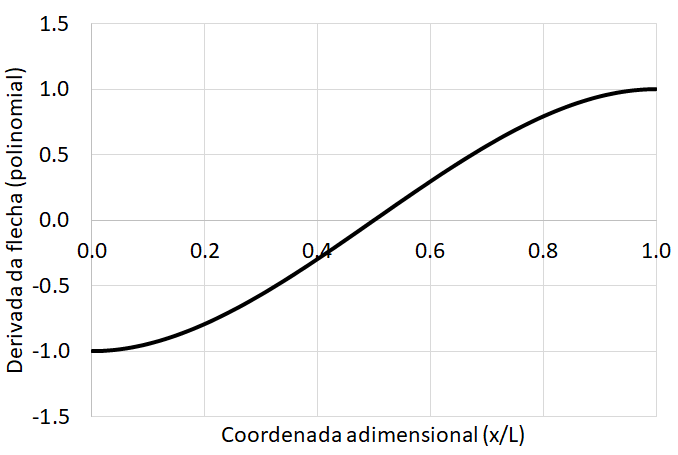 1.5
1.0
0.5
0.0
-0.5
-1.0
-1.5
0.0 0.2 0.4 0.6 0.8 1.0
Derivada da flecha (polinomial)
Coordenada adimensional (x/L)